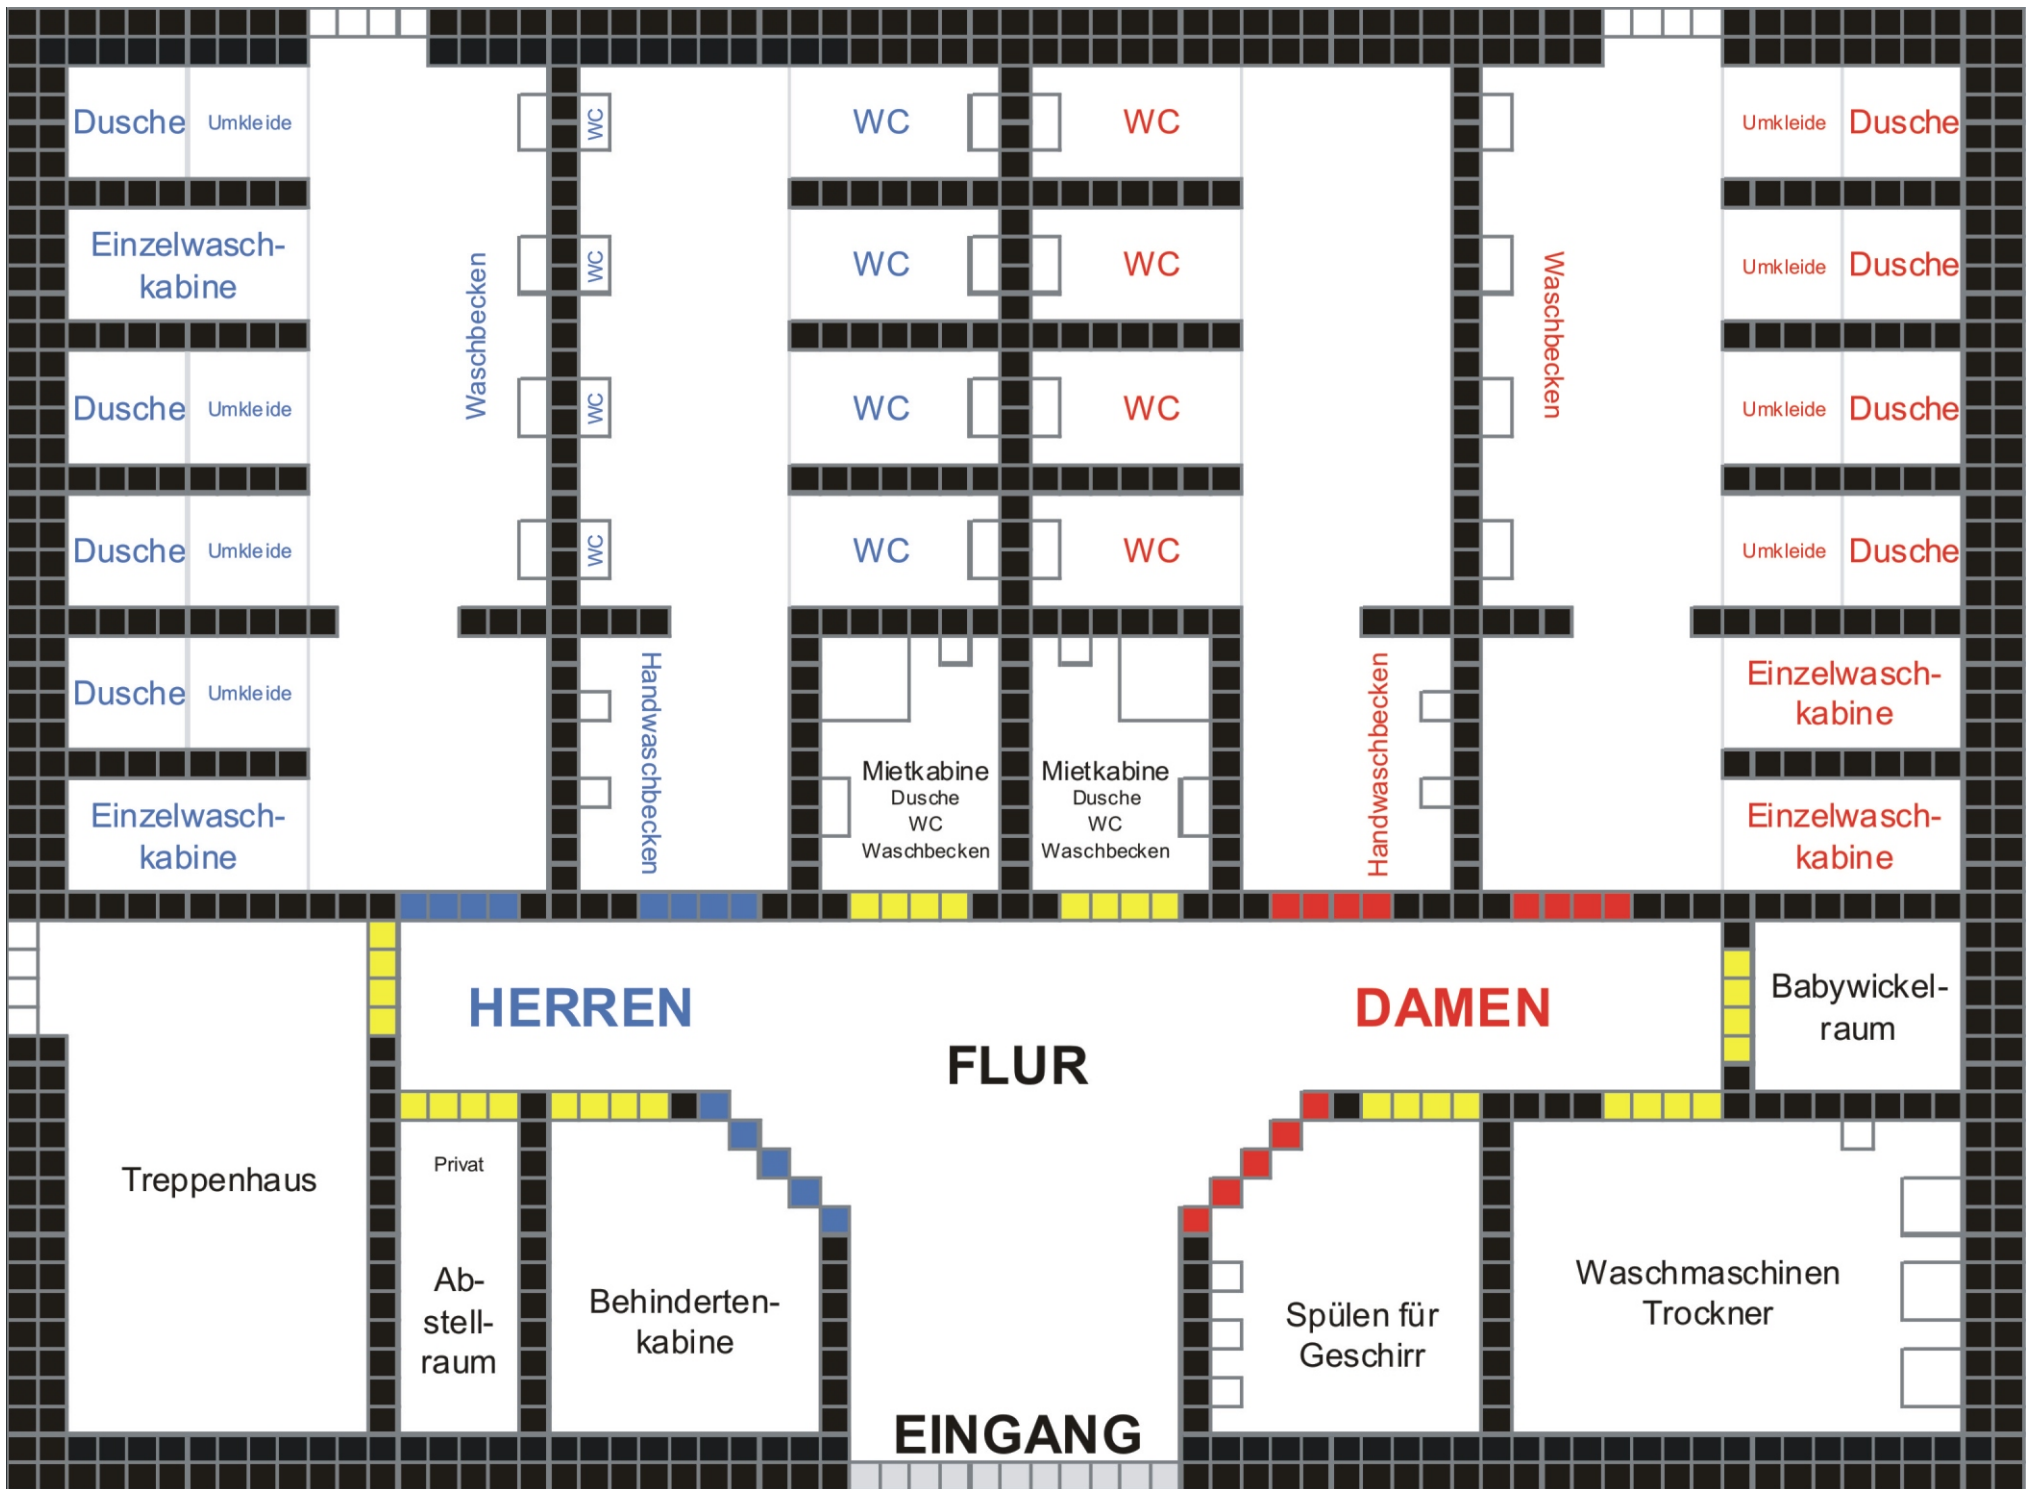 Dusche Umkleide WC WC WC Umkleide Dusche
Einzelwasch-
kabine
Waschbecken
WC WC WC
Waschbecken
Umkleide Dusche
Dusche Umkleide WC WC WC Umkleide Dusche
Dusche Umkleide WC WC WC Umkleide Dusche
Dusche Umkleide
Handwaschbecken
Mietkabine
Dusche
WC
Waschbecken
Mietkabine
Dusche
WC
Waschbecken
Handwaschbecken
Einzelwasch-
kabine
Einzelwasch-
kabine
Einzelwasch-
kabine
HERREN
DAMEN
FLUR
Babywickel-
raum
Treppenhaus
Privat
Ab-
stell-
raum
Behinderten-
kabine
Spülen für
Geschirr
Waschmaschinen
Trockner
EINGANG